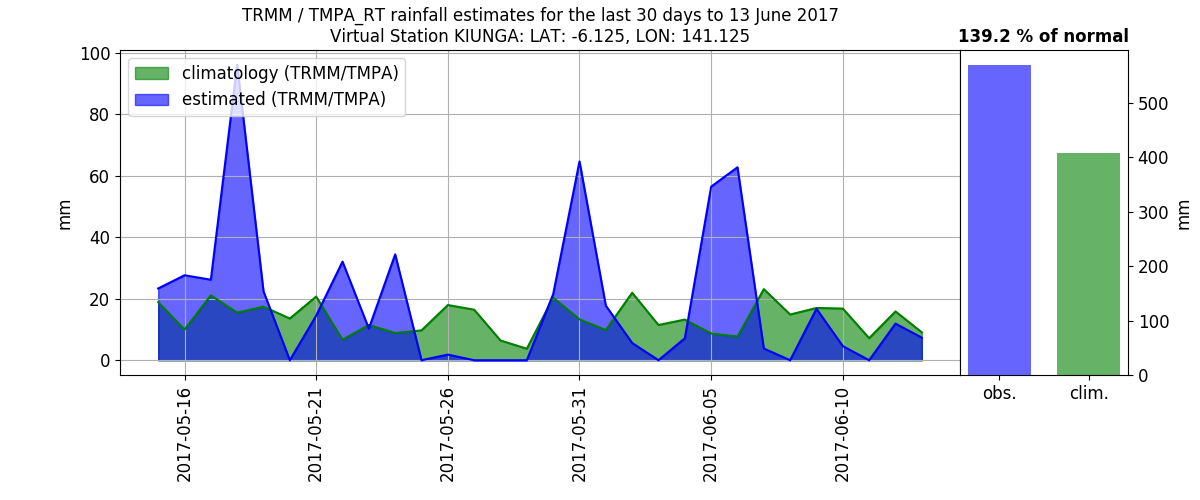 TRMM / TMPA_RT rainfall estimates for the last 30 days to 13 June 2017
Virtual Station KIUNGA: LAT: -6.125, LON: 141.125
139.2 % of normal
climatology (TRMM/TMPA)
estimated (TRMM/TMPA)
100
80
60
40
20
0
mm
2017-05-16
2017-05-21
2017-05-26
2017-05-31
2017-06-05
2017-06-10
500
400
300
200
100
0
mm
obs.
clim.